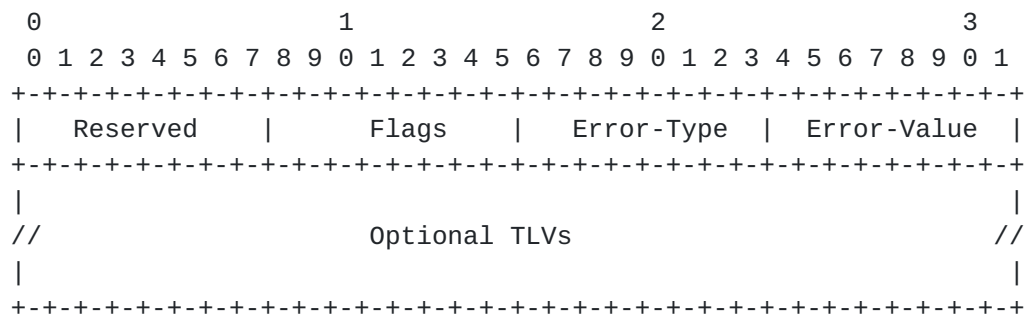 0                   1                   2                   3
 0 1 2 3 4 5 6 7 8 9 0 1 2 3 4 5 6 7 8 9 0 1 2 3 4 5 6 7 8 9 0 1
+-+-+-+-+-+-+-+-+-+-+-+-+-+-+-+-+-+-+-+-+-+-+-+-+-+-+-+-+-+-+-+-+
|   Reserved    |      Flags    |   Error-Type  |  Error-Value  |
+-+-+-+-+-+-+-+-+-+-+-+-+-+-+-+-+-+-+-+-+-+-+-+-+-+-+-+-+-+-+-+-+
|                                                               |
//                     Optional TLVs                           //
|                                                               |
+-+-+-+-+-+-+-+-+-+-+-+-+-+-+-+-+-+-+-+-+-+-+-+-+-+-+-+-+-+-+-+-+